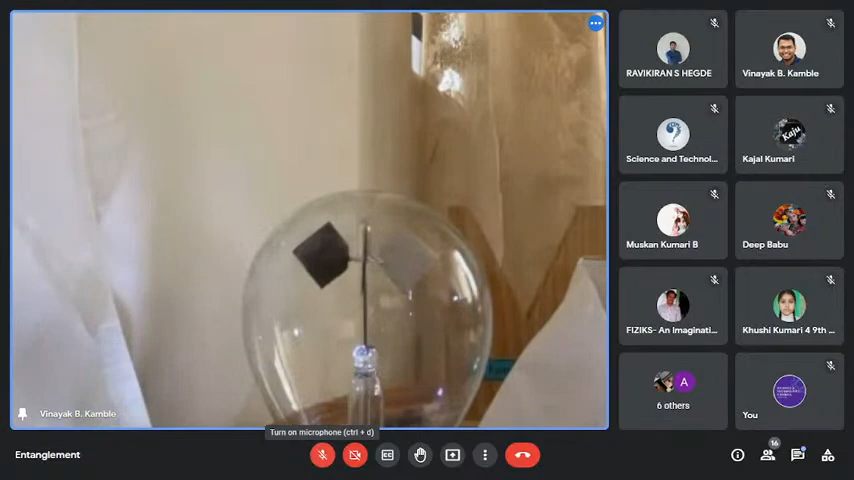 RAVIKIRAN S HEGDE
Vinayak B. Kamble
Science and Technol...
Kaju
Kajal Kumari
Muskan Kumari B
Deep Babu
FIZIKS- An Imaginati...
Khushi Kumari 4 9th ...
A
6 others
You
Vinayak B. Kamble
Turn on microphone (ctrl + d)
Entanglement
16